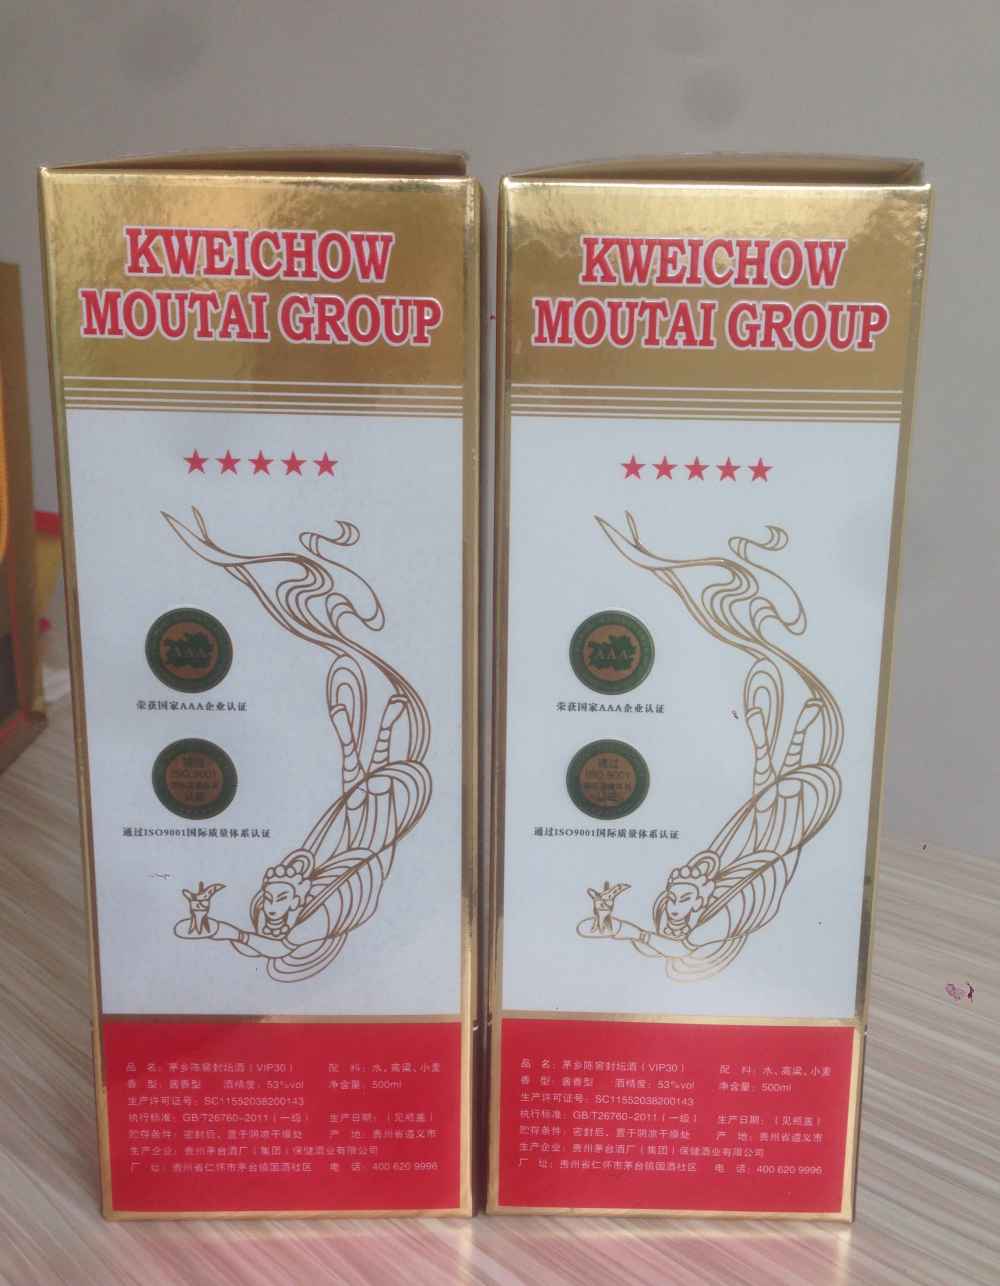 KWEICHOW
MOUTAI GROUP
AAA
荣获国家AAA企业认证
通过
ISO9001
认证
通过ISO9001国际质量体系认证
品 名：茅乡陈窖封坛酒（VIP30） 配 料：水、高粱、小麦
香 型：酱香型 酒精度：53%vol 净含量：500ml
生产许可证号：SC11552038200143
执行标准：GB/T26760-2011（一级） 生产日期：（见瓶盖）
贮存条件：密封后、置于阴凉干燥处 产 地：贵州省遵义市
生产企业：贵州茅台酒厂（集团）保健酒业有限公司
厂 址：贵州省仁怀市茅台镇国酒社区 电 话：400 620 9996
KWEICHOW
MOUTAI GROUP
AAA
荣获国家AAA企业认证
通过
ISO 9001
认证
通过ISO9001国际质量体系认证
品 名：茅乡陈窖封坛酒（VIP30） 配 料：水、高粱、小麦
香 型：酱香型 酒精度：53%vol 净含量：500ml
生产许可证号：SC11552038200143
执行标准：GB/T26760-2011（一级） 生产日期：（见瓶盖）
贮存条件：密封后、置于阴凉干燥处 产 地：贵州省遵义市
生产企业：贵州茅台酒厂（集团）保健酒业有限公司
厂 址：贵州省仁怀市茅台镇国酒社区 电 话：400 620 9996